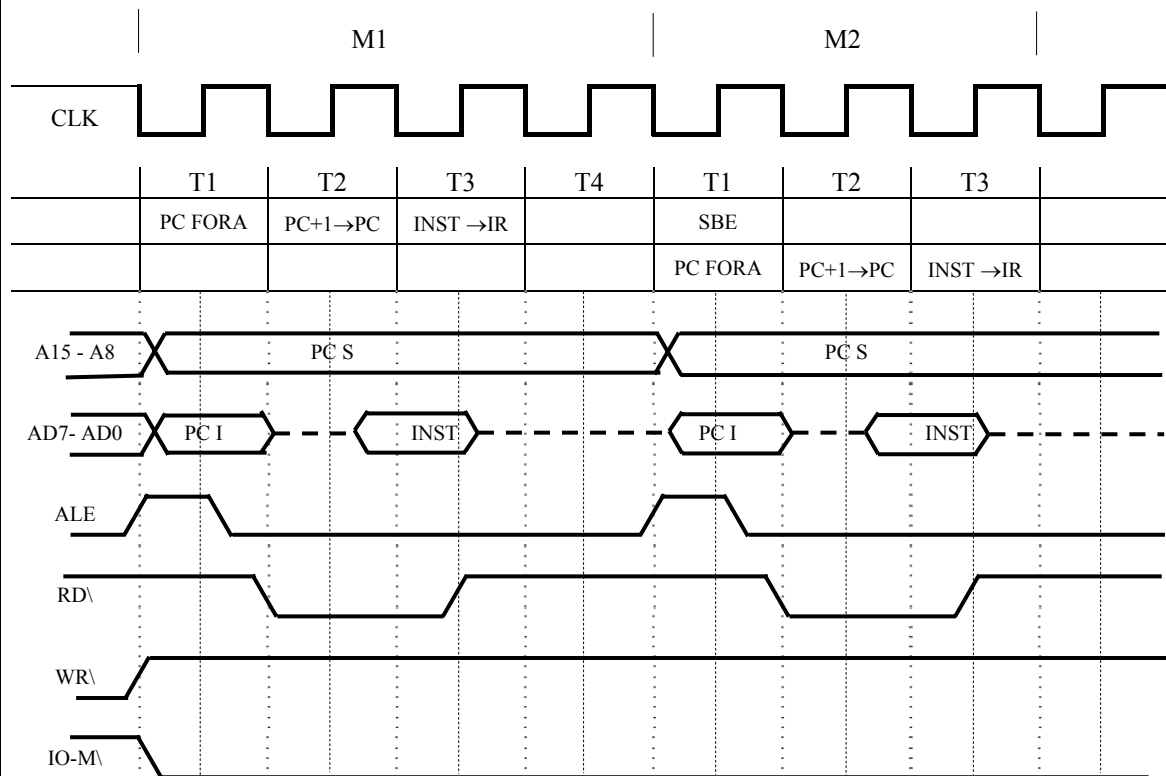 M1 M2
CLK
T1 T2 T3 T4 T1 T2 T3
PC FORA PC+1→PC INST →IR SBE
PC FORA PC+1→PC INST →IR
A15 - A8 PC S PC S
AD7- AD0 PC I INST PC I INST
ALE
RD\
WR\
IO-M\